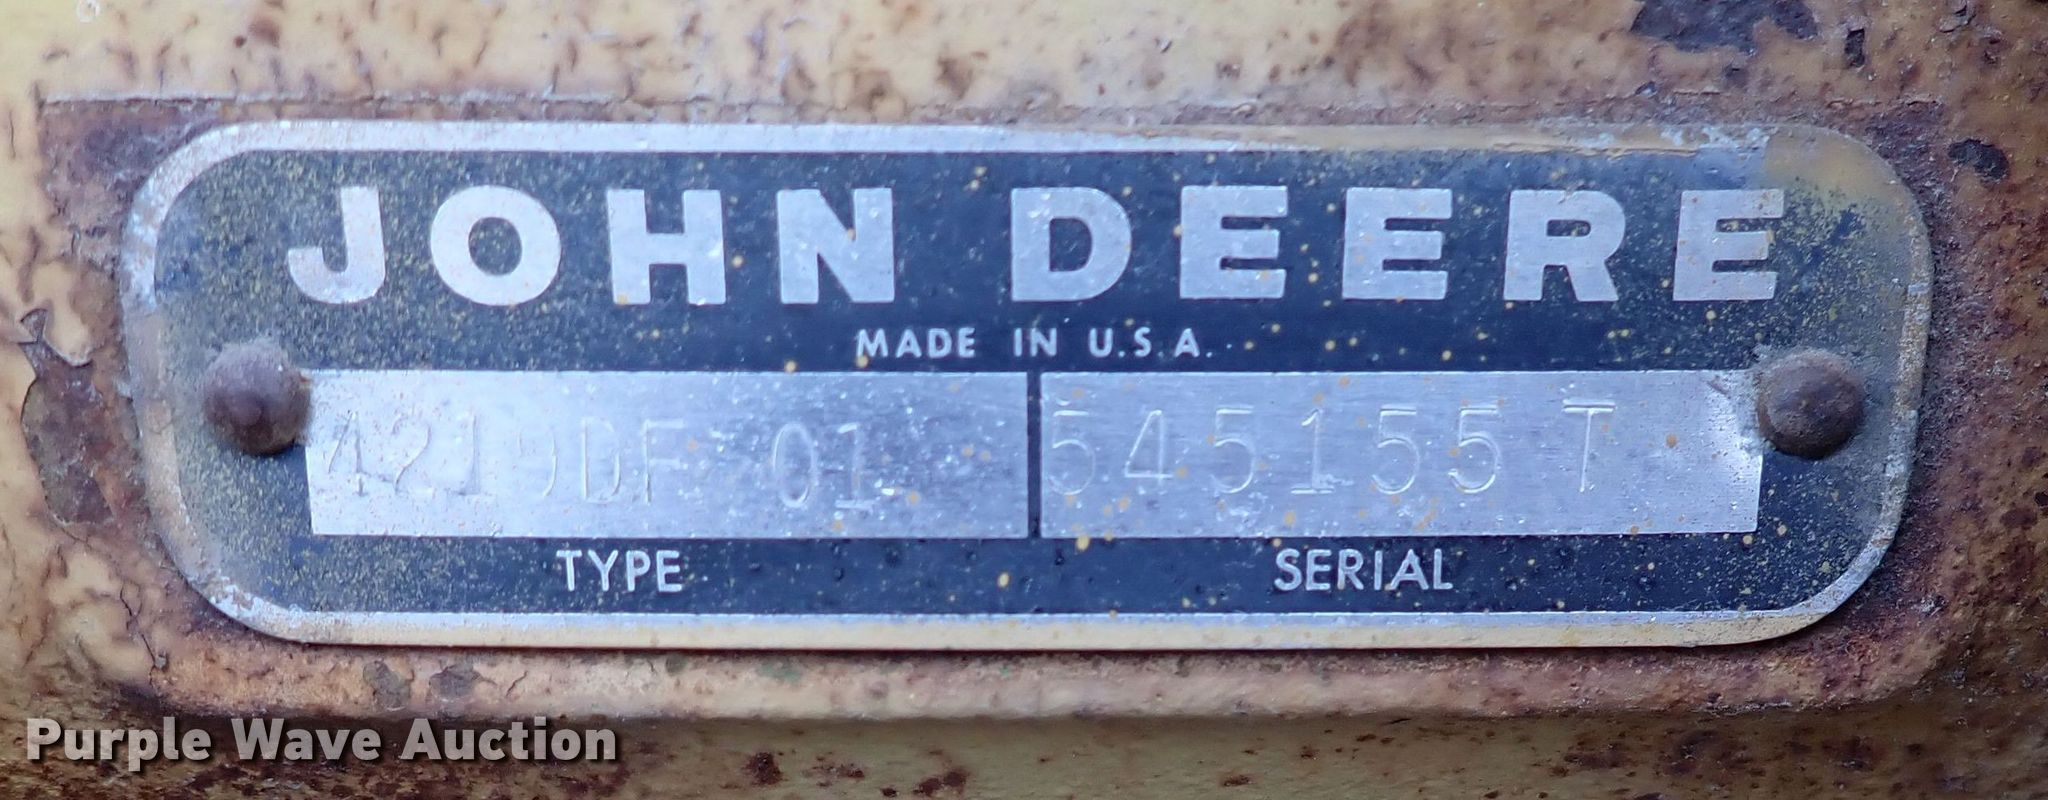 JOHN DEERE
MADE IN U.S.A.
4219DF 01 545155 T
TYPE SERIAL
Purple Wave Auction